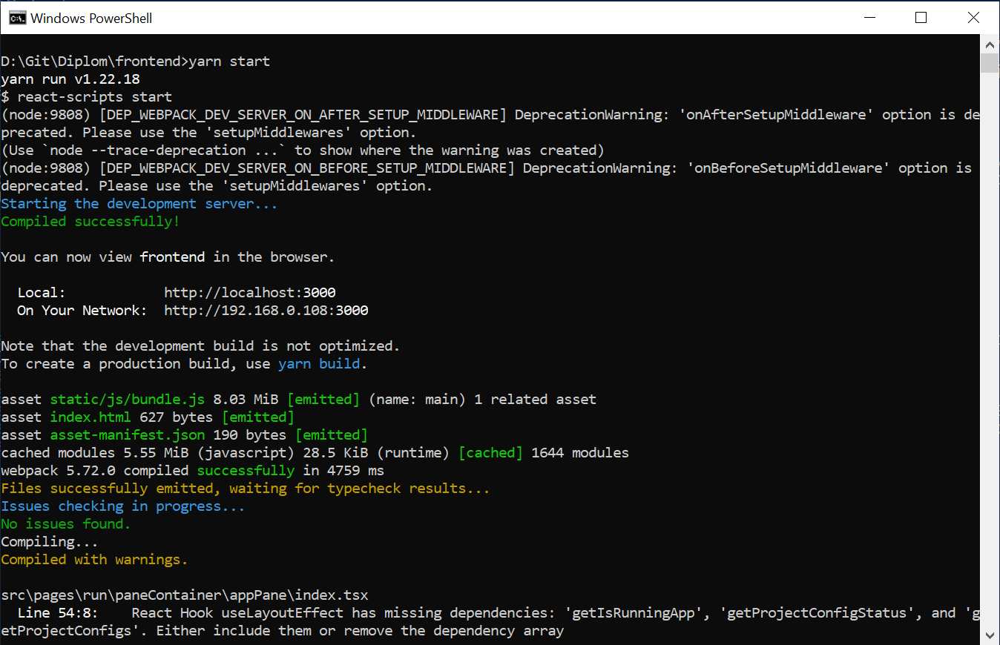 Windows PowerShell
D:\Git\Diplom\frontend>yarn start
yarn run v1.22.18
$ react-scripts start
(node:9808) [DEP_WEBPACK_DEV_SERVER_ON_AFTER_SETUP_MIDDLEWARE] DeprecationWarning: 'onAfterSetupMiddleware' option is de
precated. Please use the 'setupMiddlewares' option.
(Use `node --trace-deprecation ...` to show where the warning was created)
(node:9808) [DEP_WEBPACK_DEV_SERVER_ON_BEFORE_SETUP_MIDDLEWARE] DeprecationWarning: 'onBeforeSetupMiddleware' option is
deprecated. Please use the 'setupMiddlewares' option.
Starting the development server...
Compiled successfully!
You can now view frontend in the browser.
Local: http://localhost:3000
On Your Network: http://192.168.0.108:3000
Note that the development build is not optimized.
To create a production build, use yarn build.
asset static/js/bundle.js 8.03 MiB [emitted] (name: main) 1 related asset
asset index.html 627 bytes [emitted]
asset asset-manifest.json 190 bytes [emitted]
cached modules 5.55 MiB (javascript) 28.5 KiB (runtime) [cached] 1644 modules
webpack 5.72.0 compiled successfully in 4759 ms
Files successfully emitted, waiting for typecheck results...
Issues checking in progress...
No issues found.
Compiling...
Compiled with warnings.
src\pages\run\paneContainer\appPane\index.tsx
Line 54:8: React Hook useLayoutEffect has missing dependencies: 'getIsRunningApp', 'getProjectConfigStatus', and 'g
etProjectConfigs'. Either include them or remove the dependency array